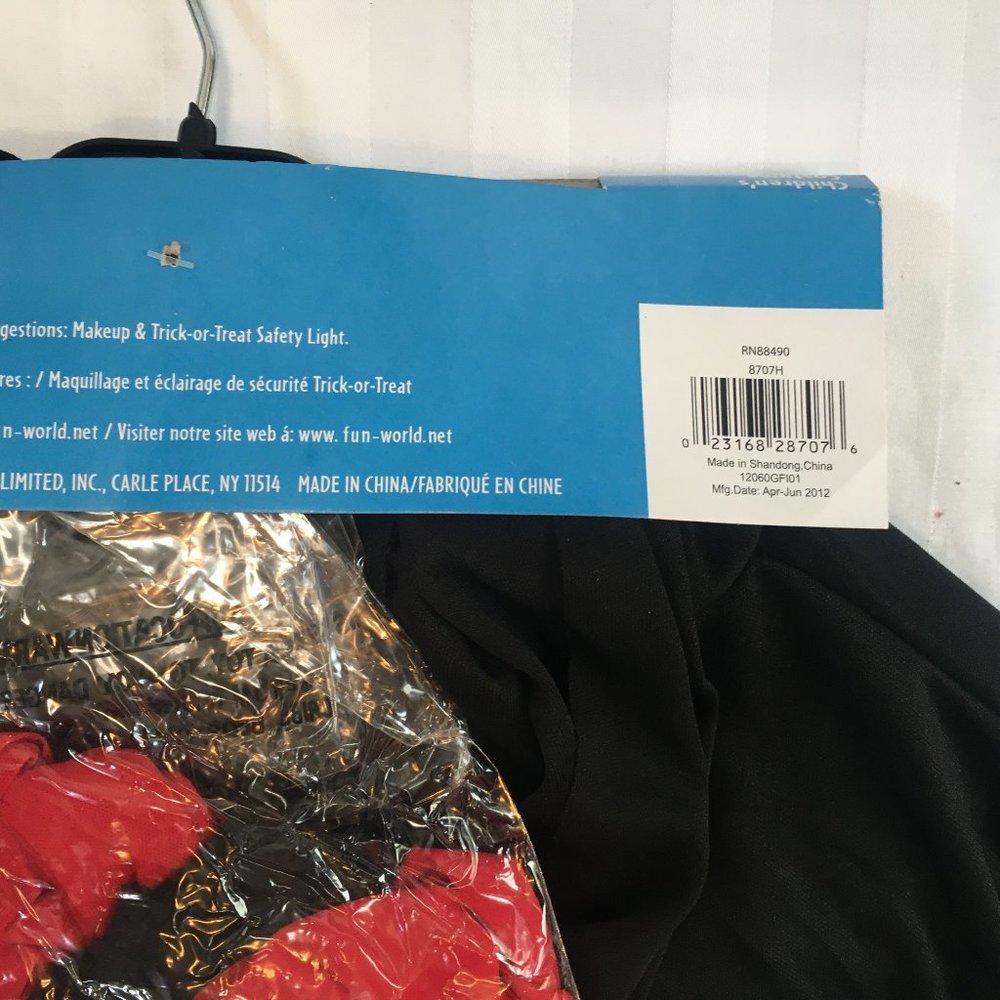 Children's
gestions: Makeup & Trick-or-Treat Safety Light.
res : / Maquillage et éclairage de sécurité Trick-or-Treat
n-world.net / Visiter notre site web á: www. fun-world.net
LIMITED, INC., CARLE PLACE, NY 11514 MADE IN CHINA/FABRIQUÉ EN CHINE
RN88490
8707H
0 23168 28707 6
Made in Shandong,China
12060GFI01
Mfg.Date: Apr-Jun 2012